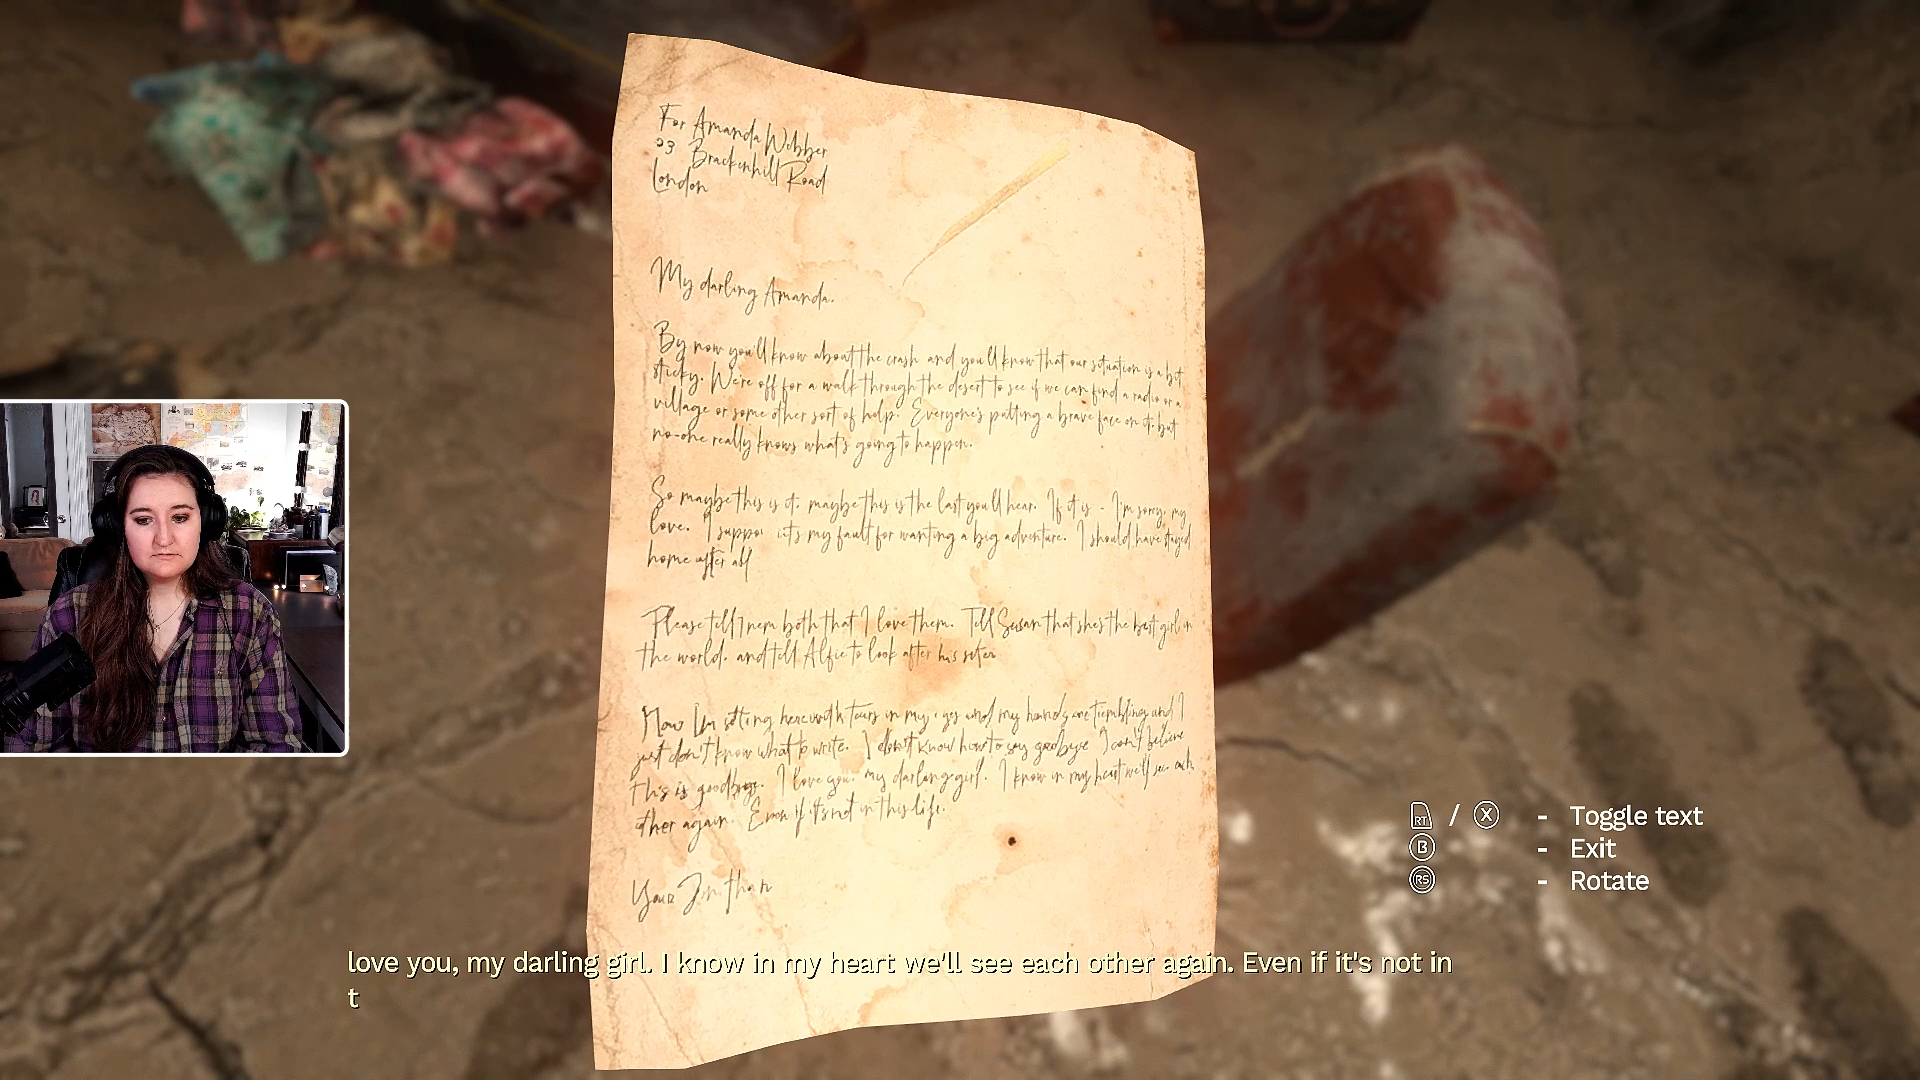 For Amanda Webber
23 Brackenhill Road
London
My darling Amanda.
By now you'll know about the crash and you'll know that our situation is a bit
sticky. We're off for a walk through the desert to see if we can find a radio or a
village or some other sort of help. Everyone's putting a brave face on it, but
no-one really knows what's going to happen.
So maybe this is it, maybe this is the last you'll hear. If it is - I'm sorry, my
love. I suppo it's my fault for wanting a big adventure. I should have stayed
home after all
Please tell them both that I love them. Tell Susan that she's the best girl in
the world, and tell Alfie to look after his sister
Now I'm sitting here with tears in my eyes and my hands are trembling and I
just don't know what to write. I don't know how to say goodbye I can't believe
this is goodbye. I love you, my darling girl. I know in my heart we'll see each
other again. Even if it's not in this life.
Your Jonathan
love you, my darling girl. I know in my heart we'll see each other again. Even if it's not in
t
RT / X - Toggle text
B - Exit
RS - Rotate